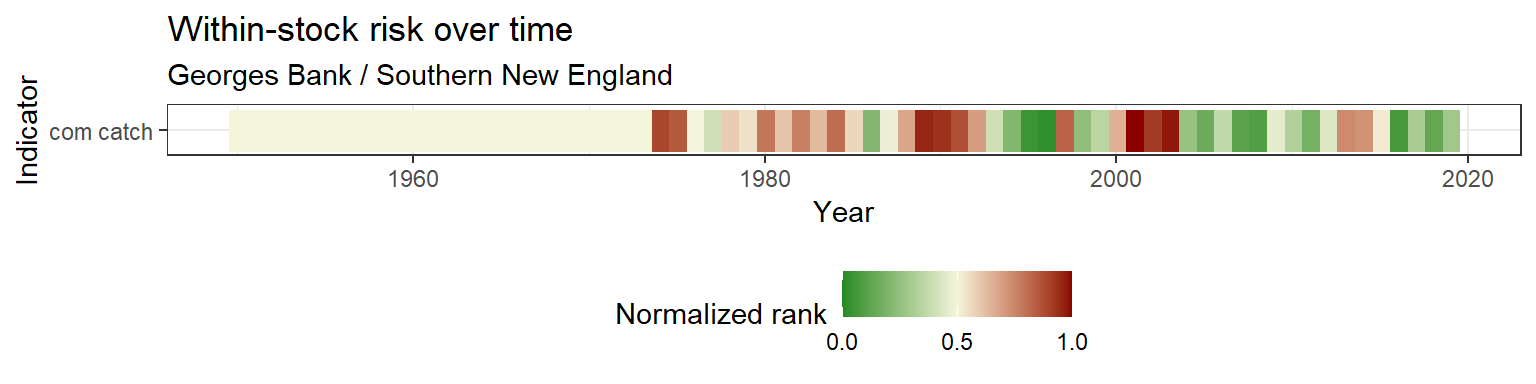 Within-stock risk over time
Georges Bank / Southern New England
Indicator
com catch
1960 1980 2000 2020
Year
Normalized rank
0.0 0.5 1.0